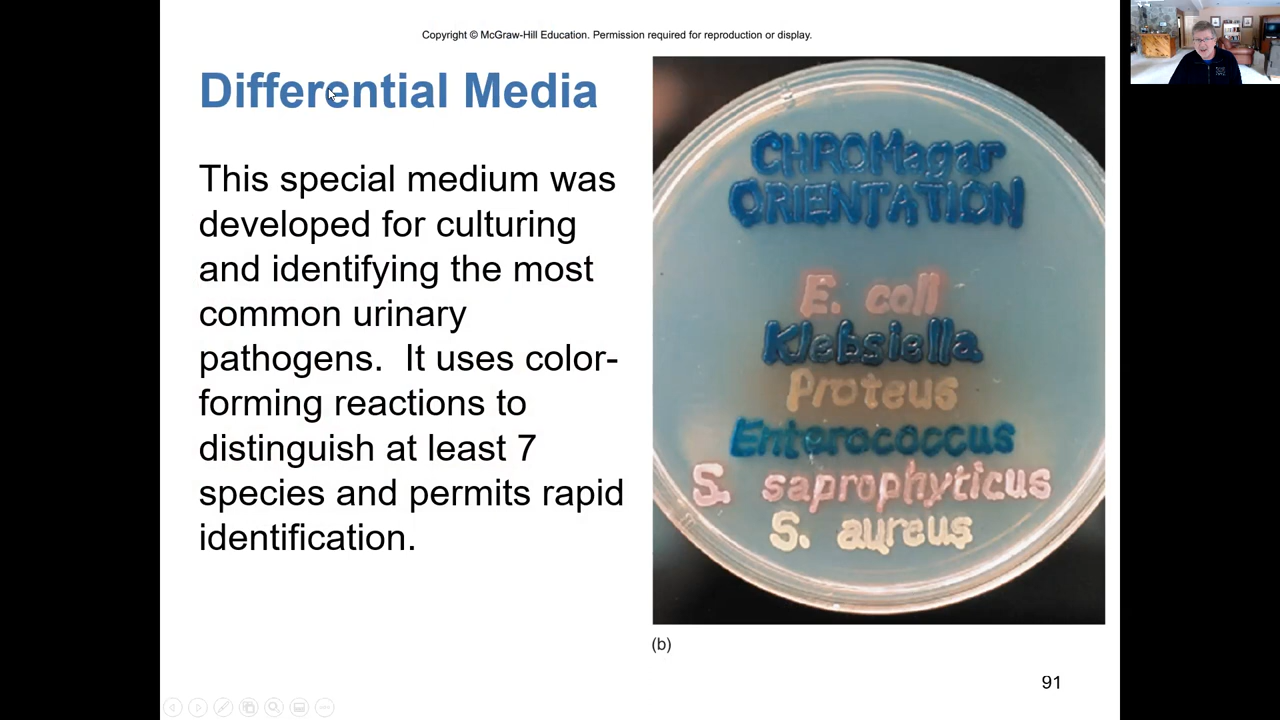 Copyright © McGraw-Hill Education. Permission required for reproduction or display.
Differential Media
This special medium was
developed for culturing
and identifying the most
common urinary
pathogens.  It uses color-
forming reactions to
distinguish at least 7
species and permits rapid
identification.
CHROMagar
ORIENTATION
E. coli
Klebsiella
Proteus
Enterococcus
S. saprophyticus
S. aureus
(b)
91